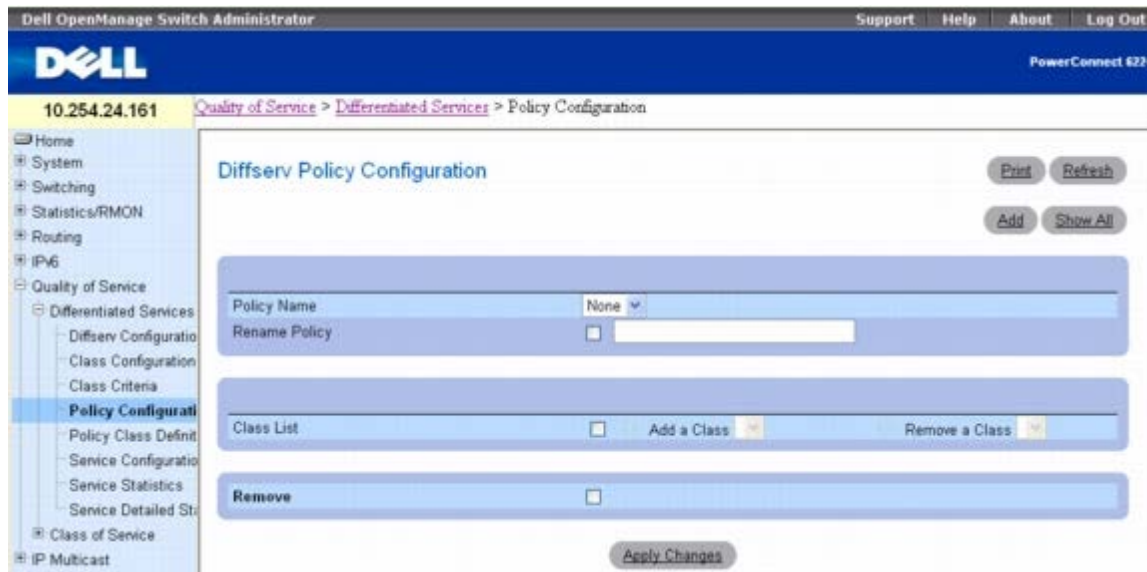 Dell OpenManage Switch Administrator Support Help About Log Out
DELL
PowerConnect 622
10.254.24.161
Quality of Service > Differentiated Services > Policy Configuration
Home
System
Switching
Statistics/RMON
Routing
IPv6
Quality of Service
Differentiated Services
Diffserv Configuratio
Class Configuration
Class Criteria
Policy Configurati
Policy Class Definit
Service Configuratio
Service Statistics
Service Detailed Sta
Class of Service
IP Multicast
Diffserv Policy Configuration
Print Refresh
Add Show All
Policy Name None
Rename Policy
Class List Add a Class Remove a Class
Remove
Apply Changes